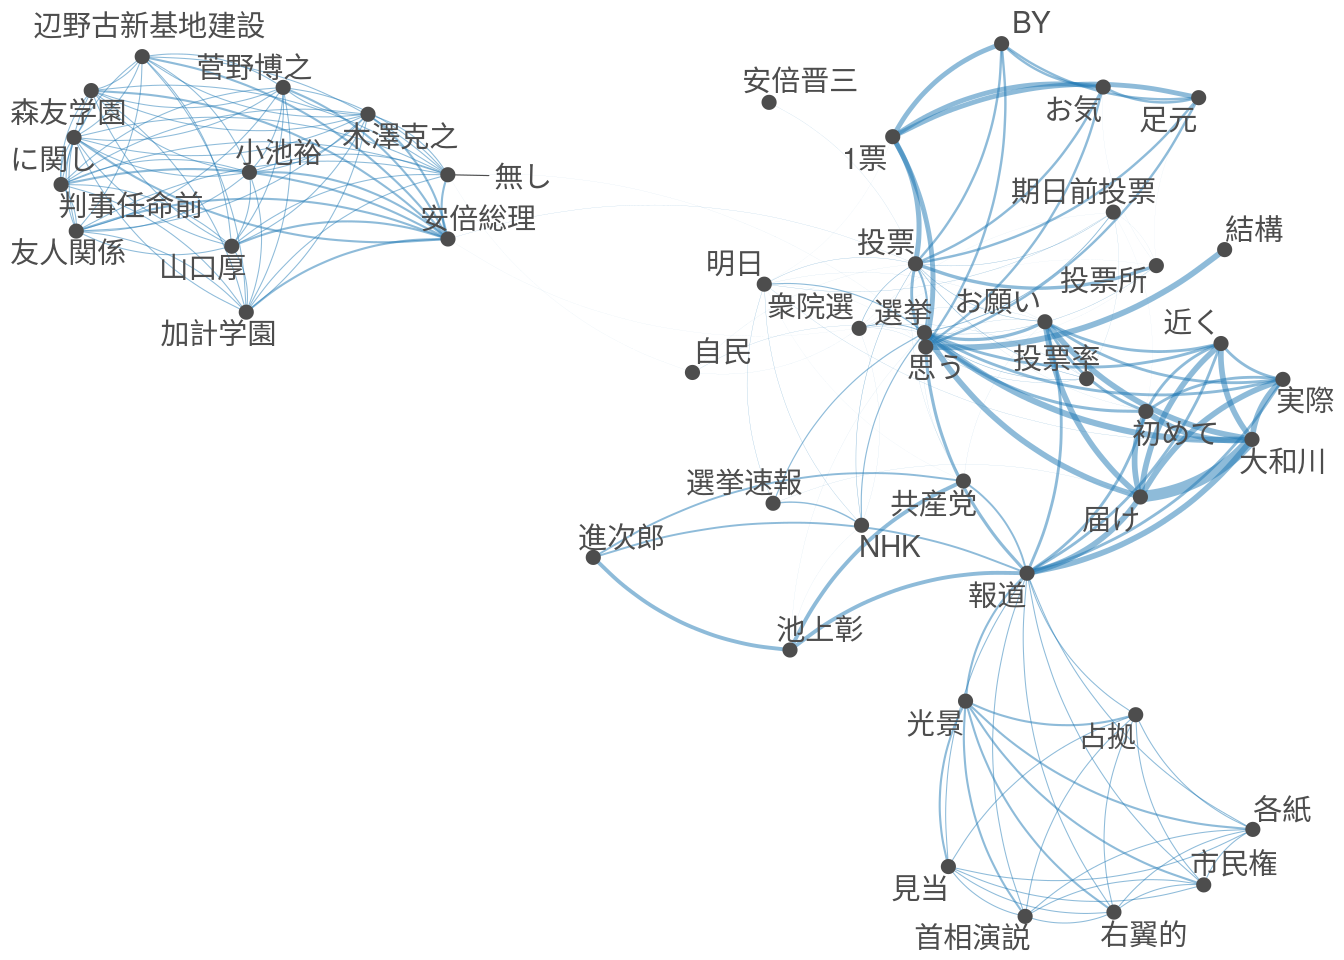 辺野古新基地建設
菅野博之
森友学園
木澤克之
に関し
小池裕
無し
判事任命前
安倍総理
友人関係
山口厚
加計学園
BY
安倍晋三
お気
足元
1票
期日前投票
結構
投票
明日
投票所
衆院選
選挙
お願い
近く
自民
思う
投票率
実際
初めて
大和川
選挙速報
共産党
届け
進次郎
NHK
報道
池上彰
光景
占拠
各紙
市民権
見当
首相演説
右翼的